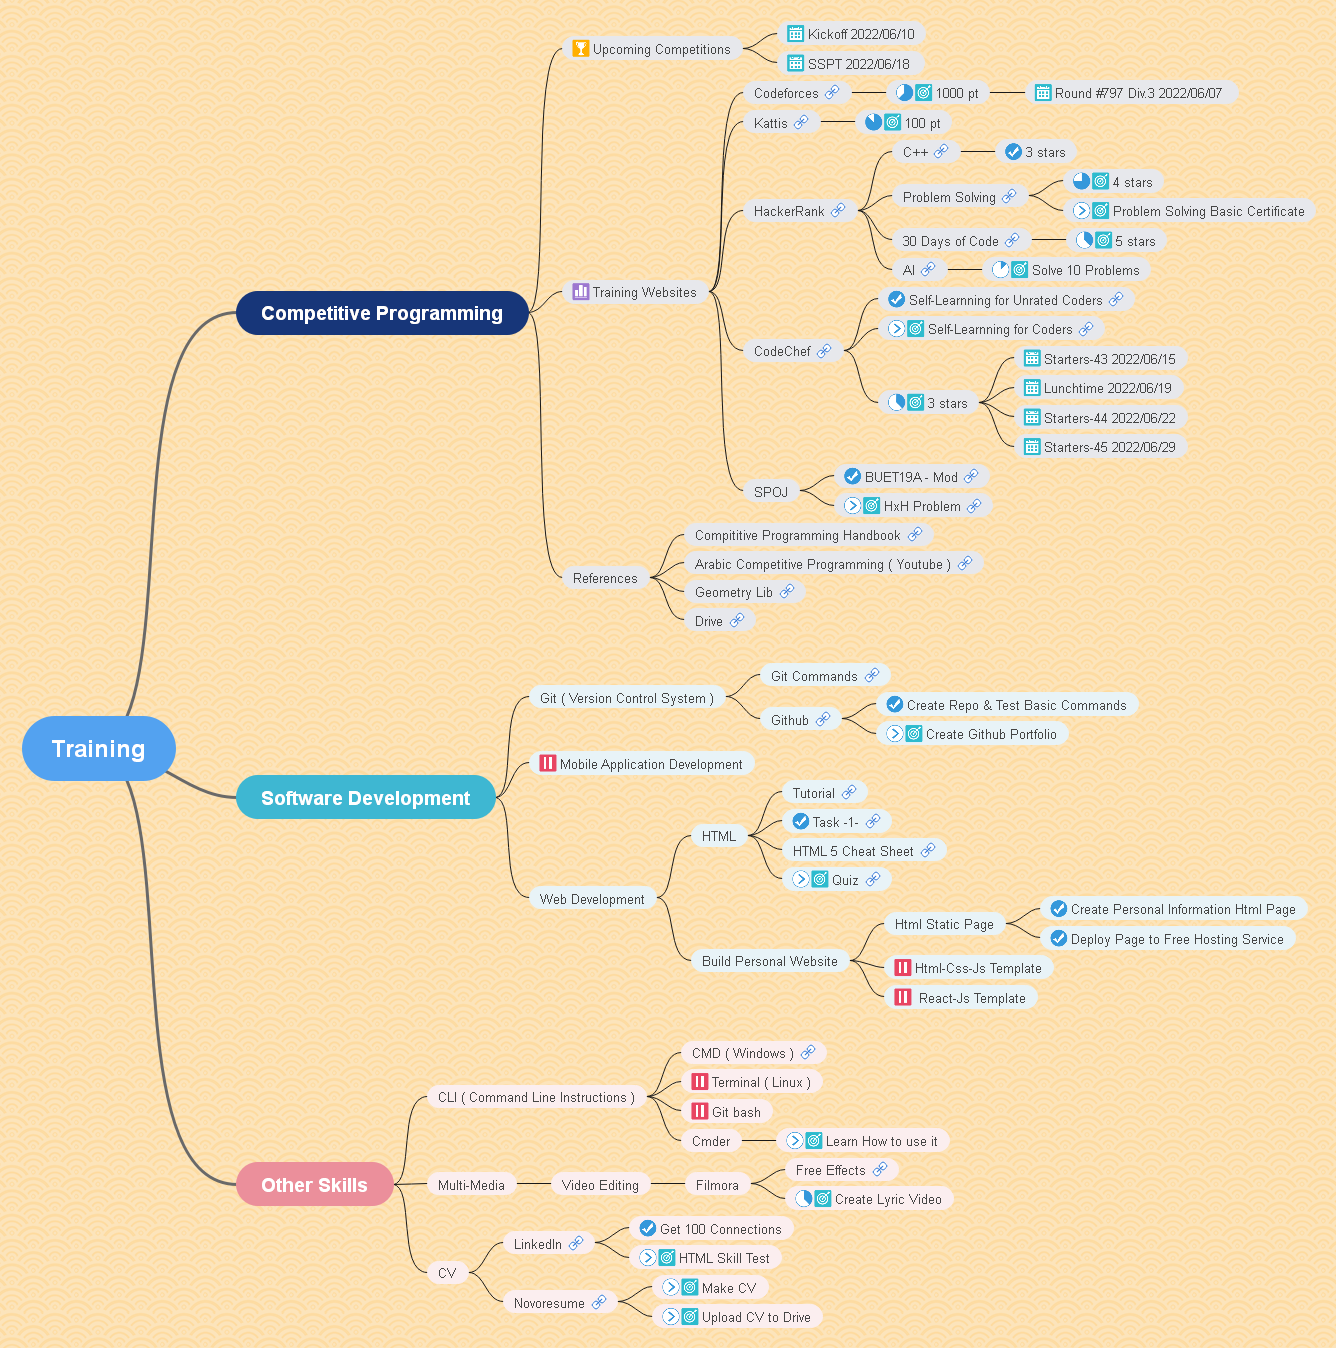 Training
Competitive Programming
Upcoming Competitions
Kickoff 2022/06/10
SSPT 2022/06/18
Training Websites
Codeforces
1000 pt
Round #797 Div.3 2022/06/07
Kattis
100 pt
HackerRank
C++
3 stars
Problem Solving
4 stars
Problem Solving Basic Certificate
30 Days of Code
5 stars
AI
Solve 10 Problems
CodeChef
Self-Learnning for Unrated Coders
Self-Learnning for Coders
3 stars
Starters-43 2022/06/15
Lunchtime 2022/06/19
Starters-44 2022/06/22
Starters-45 2022/06/29
SPOJ
BUET19A - Mod
HxH Problem
References
Compititive Programming Handbook
Arabic Competitive Programming ( Youtube )
Geometry Lib
Drive
Software Development
Git ( Version Control System )
Git Commands
Github
Create Repo & Test Basic Commands
Create Github Portfolio
Mobile Application Development
Web Development
HTML
Tutorial
Task -1-
HTML 5 Cheat Sheet
Quiz
Build Personal Website
Html Static Page
Create Personal Information Html Page
Deploy Page to Free Hosting Service
Html-Css-Js Template
React-Js Template
Other Skills
CLI ( Command Line Instructions )
CMD ( Windows )
Terminal ( Linux )
Git bash
Cmder
Learn How to use it
Multi-Media
Video Editing
Filmora
Free Effects
Create Lyric Video
CV
LinkedIn
Get 100 Connections
HTML Skill Test
Novoresume
Make CV
Upload CV to Drive